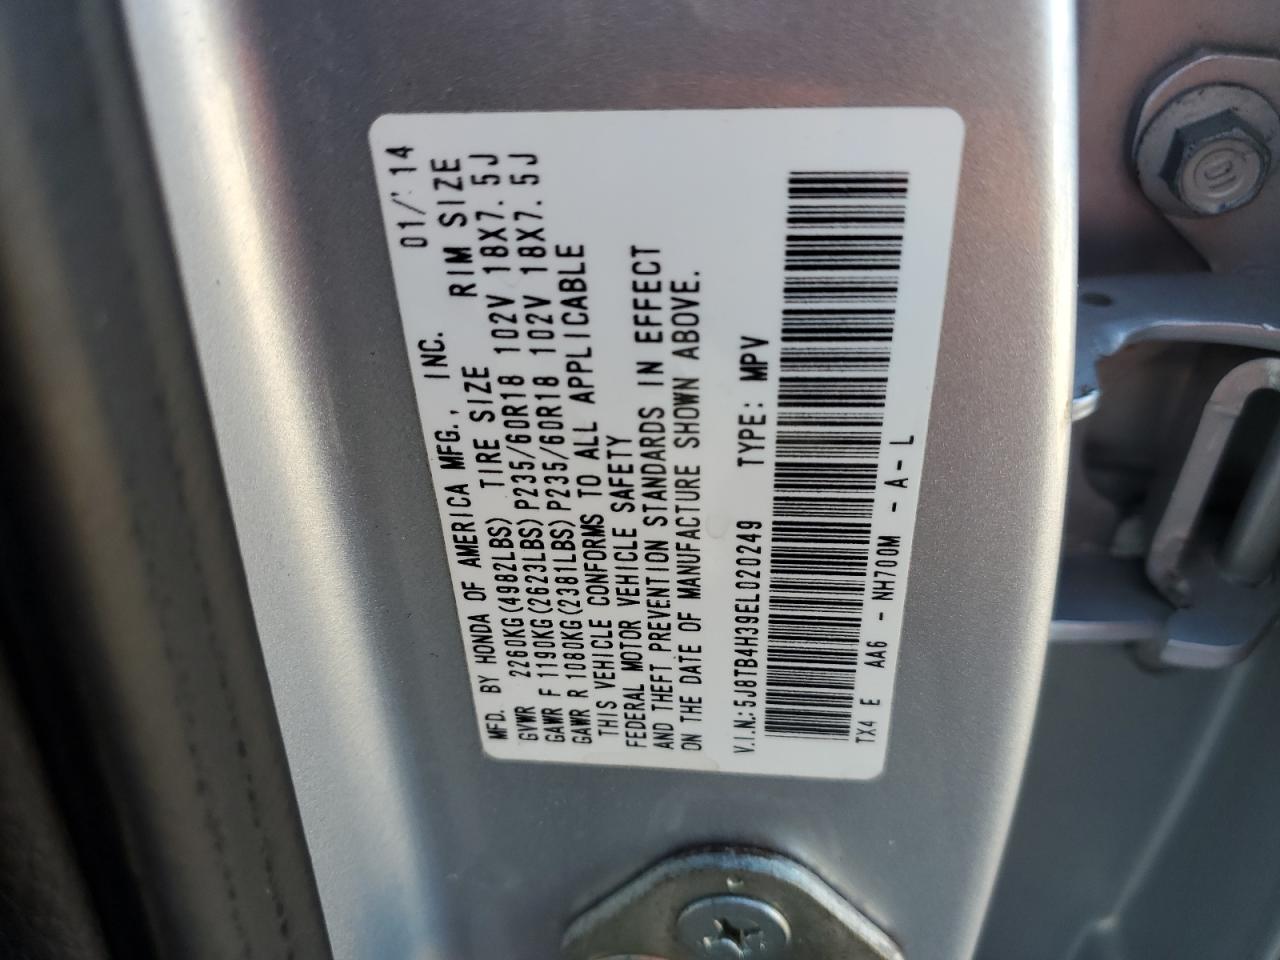 MFD. BY HONDA OF AMERICA MFG., INC. 01/14
GVWR 2260KG(4982LBS) TIRE SIZE RIM SIZE
GAWR F 1190KG(2623LBS) P235/60R18 102V 18X7.5J
GAWR R 1080KG(2381LBS) P235/60R18 102V 18X7.5J
THIS VEHICLE CONFORMS TO ALL APPLICABLE
FEDERAL MOTOR VEHICLE SAFETY
AND THEFT PREVENTION STANDARDS IN EFFECT
ON THE DATE OF MANUFACTURE SHOWN ABOVE.
V.I.N.: 5J8TB4H39EL020249 TYPE: MPV
TX4 E AA6 - NH700M - A-L